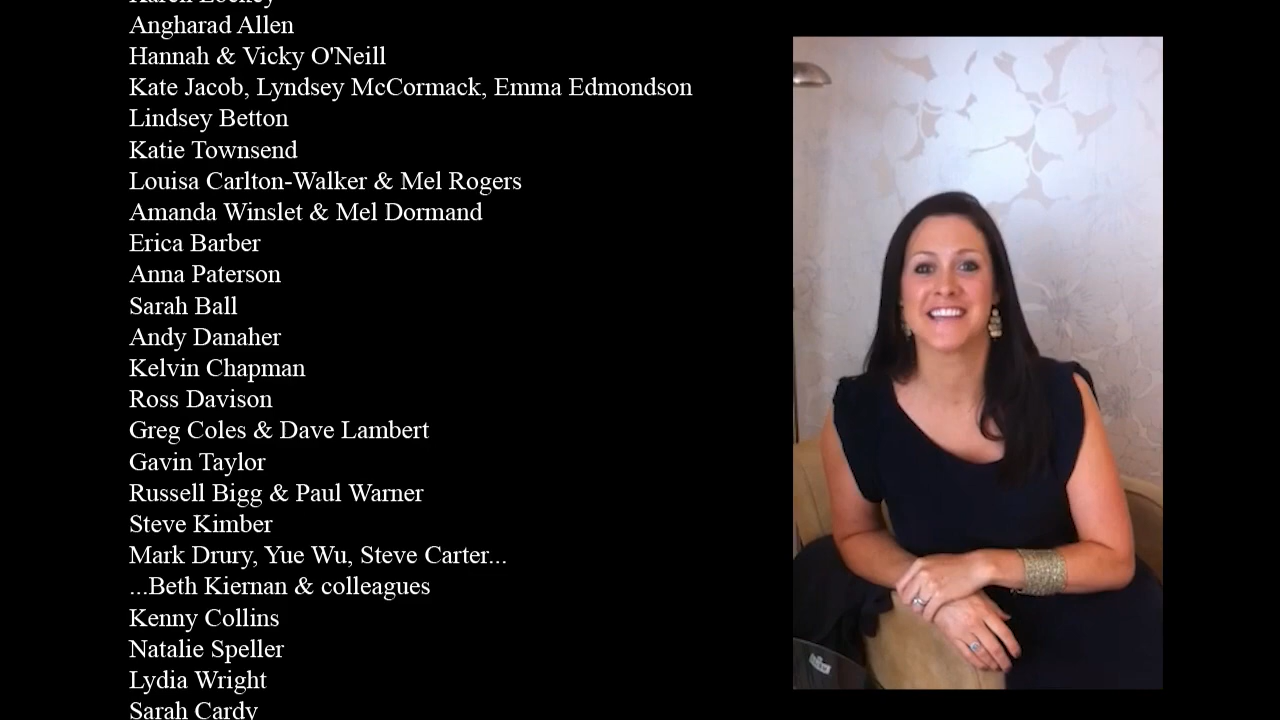 Angharad Allen
Hannah & Vicky O'Neill
Kate Jacob, Lyndsey McCormack, Emma Edmondson
Lindsey Betton
Katie Townsend
Louisa Carlton-Walker & Mel Rogers
Amanda Winslet & Mel Dormand
Erica Barber
Anna Paterson
Sarah Ball
Andy Danaher
Kelvin Chapman
Ross Davison
Greg Coles & Dave Lambert
Gavin Taylor
Russell Bigg & Paul Warner
Steve Kimber
Mark Drury, Yue Wu, Steve Carter...
...Beth Kiernan & colleagues
Kenny Collins
Natalie Speller
Lydia Wright
Sarah Cardy